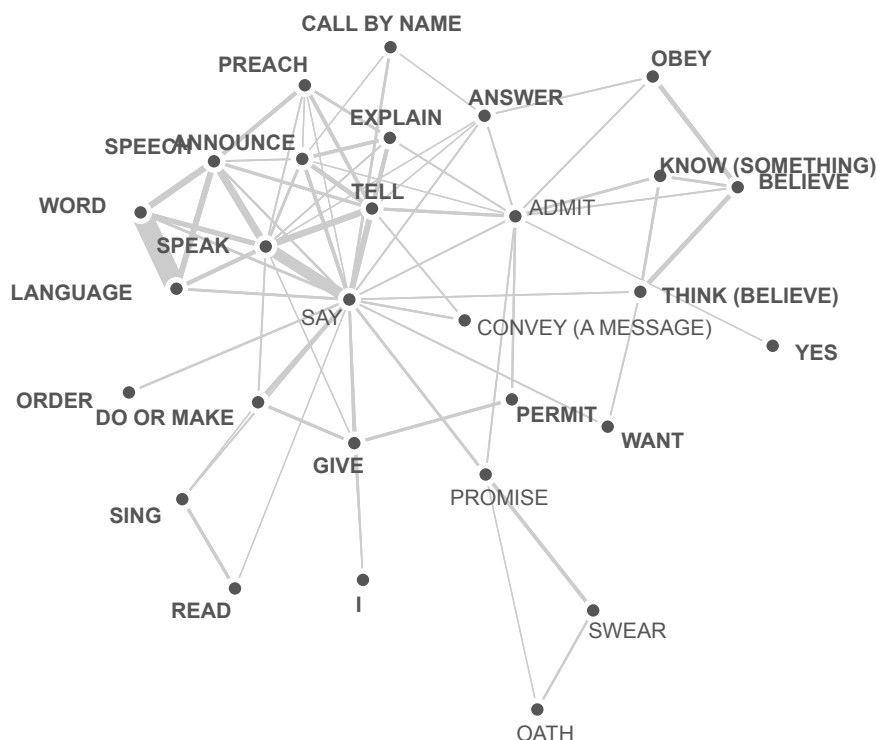 CALL BY NAME
OBEY
PREACH
ANSWER
EXPLAIN
SPEECH
ANNOUNCE
KNOW (SOMETHING)
BELIEVE
TELL
WORD
ADMIT
SPEAK
LANGUAGE
THINK (BELIEVE)
SAY
CONVEY (A MESSAGE)
YES
ORDER
DO OR MAKE
PERMIT
WANT
GIVE
PROMISE
SING
READ
I
SWEAR
OATH